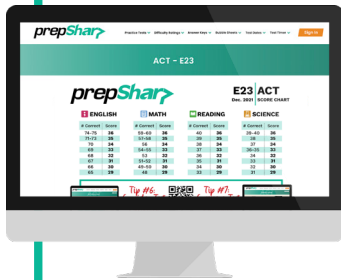 prepSharp
Practice Tests Difficulty Ratings Answer Keys Bubble Sheets Test Dates Test Timer Sign In
ACT - E23
prepSharp
E23 ACT
Dec. 2021 SCORE CHART
ENGLISH MATH READING SCIENCE
# Correct Score # Correct Score # Correct Score # Correct Score
74-75 36 59-60 36 40 36 39-40 36
71-73 35 57-58 35 39 35 38 35
70 34 56 34 38 34 37 34
69 33 54-55 33 37 33 36-35 33
68 32 53 32 36 32 34 32
67 31 51-52 31 35 31 33 31
66 30 49-50 30 34 30 32 30
65 29 48 29 33 29 31 29
Tip #6: Tip #7: